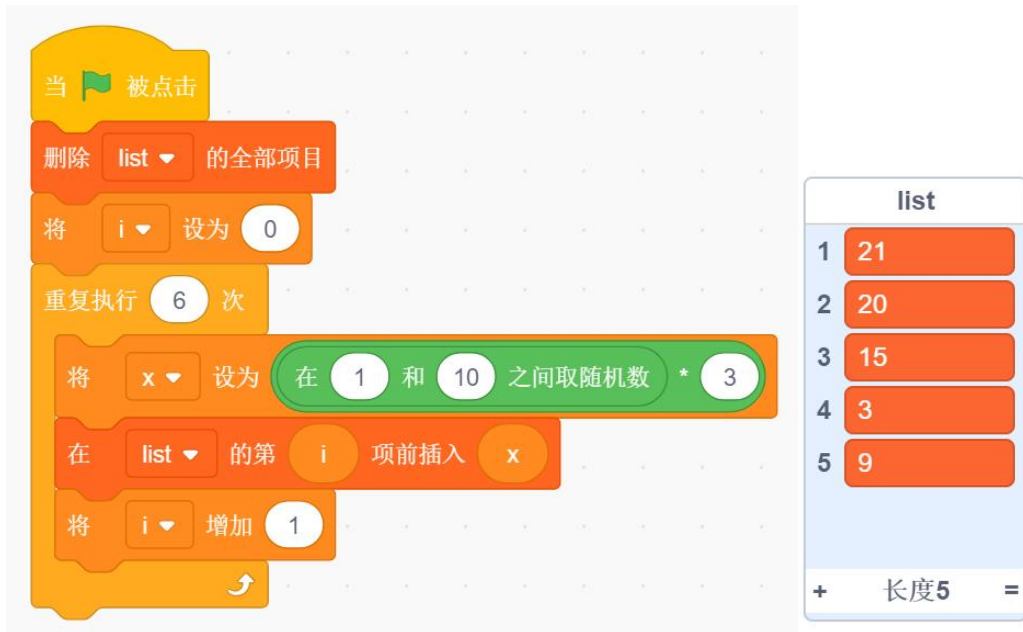 当 被点击
删除 list 的全部项目
将 i 设为 0
重复执行 6 次
将 x 设为 在 1 和 10 之间取随机数 * 3
在 list 的第 i 项前插入 x
将 i 增加 1
list
1 21
2 20
3 15
4 3
5 9
+ 长度5 =